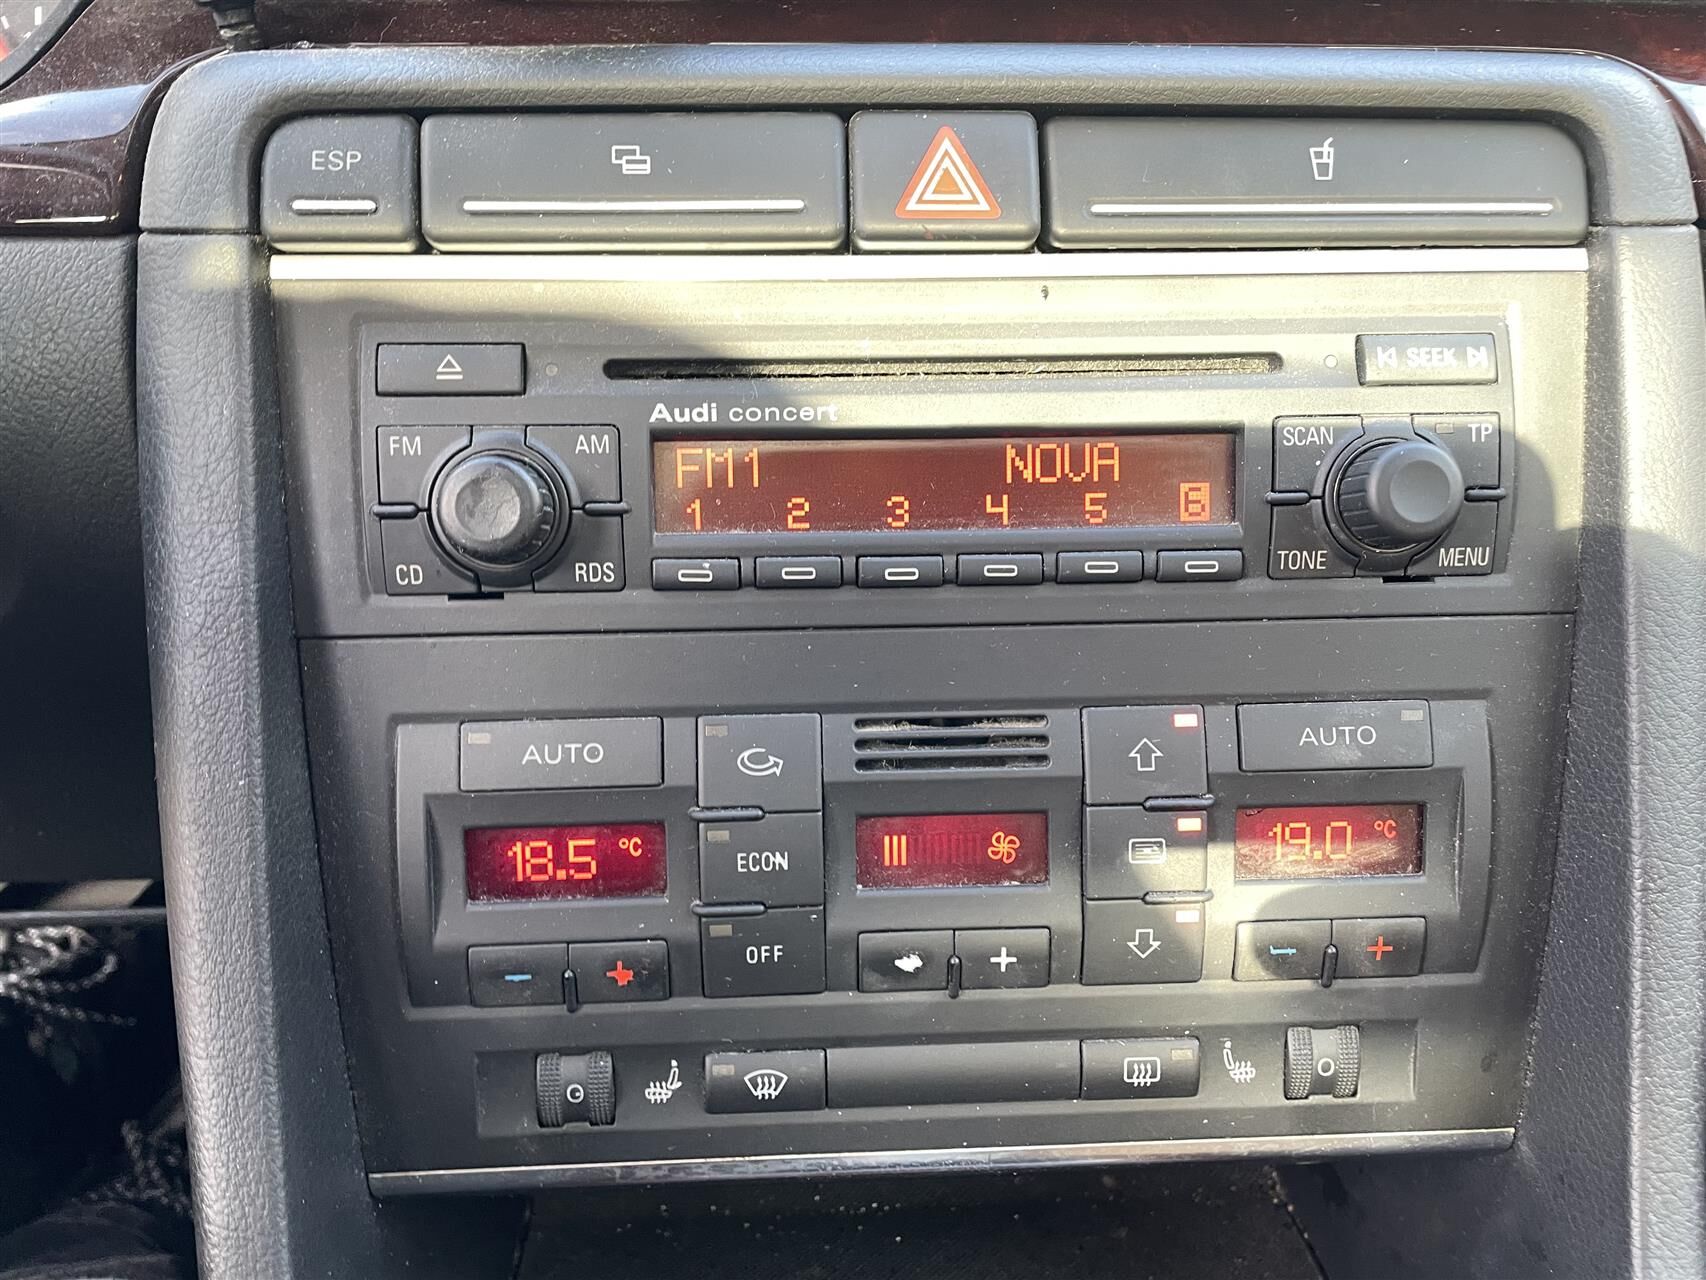 ESP
SEEK
Audi concert
FM AM
FM1 NOVA
SCAN TP
1 2 3 4 5 6
CD RDS
TONE MENU
AUTO
AUTO
18.5 °C
ECON
19.0 °C
OFF
- +
- +
- +
O
O